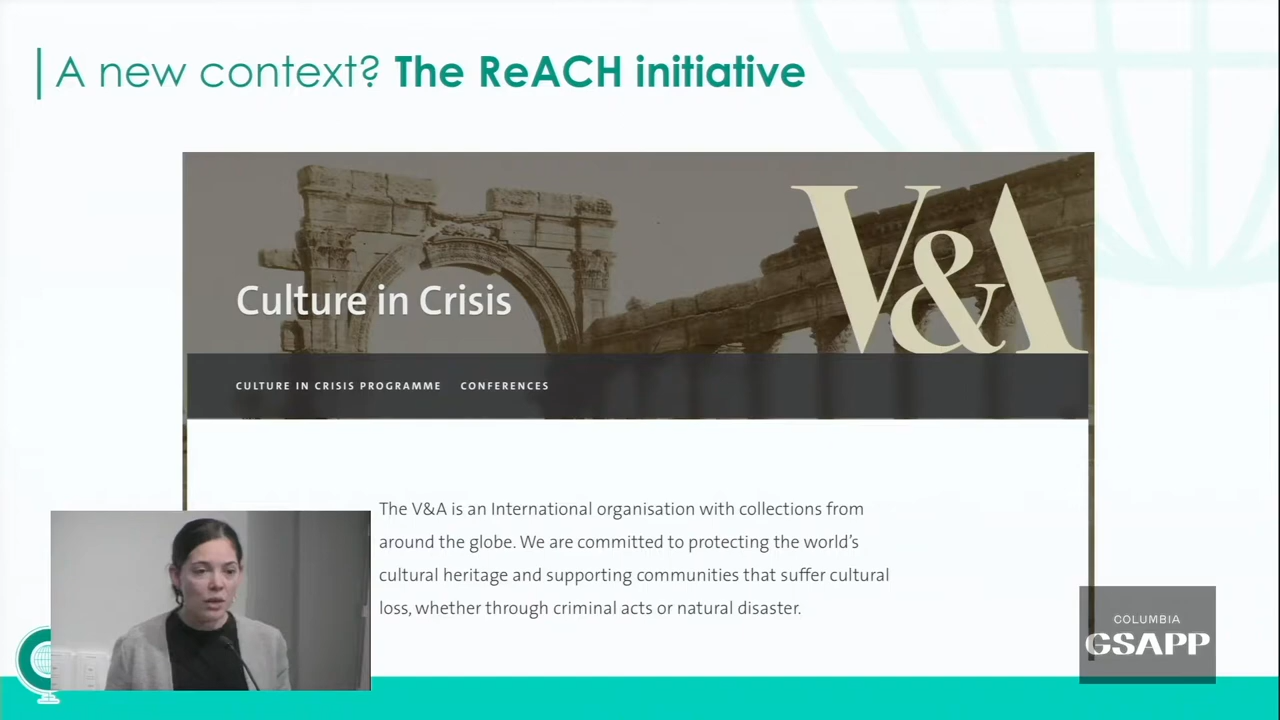 A new context? The ReACH initiative
V&A
Culture in Crisis
CULTURE IN CRISIS PROGRAMME CONFERENCES
The V&A is an International organisation with collections from
around the globe. We are committed to protecting the world's
cultural heritage and supporting communities that suffer cultural
loss, whether through criminal acts or natural disaster.
COLUMBIA
GSAPP